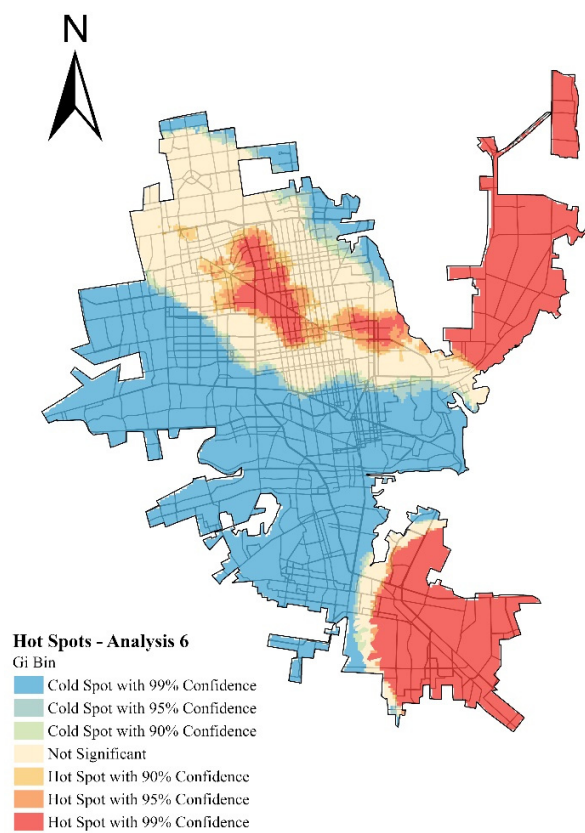 N
Hot Spots - Analysis 6
Gi Bin
Cold Spot with 99% Confidence
Cold Spot with 95% Confidence
Cold Spot with 90% Confidence
Not Significant
Hot Spot with 90% Confidence
Hot Spot with 95% Confidence
Hot Spot with 99% Confidence